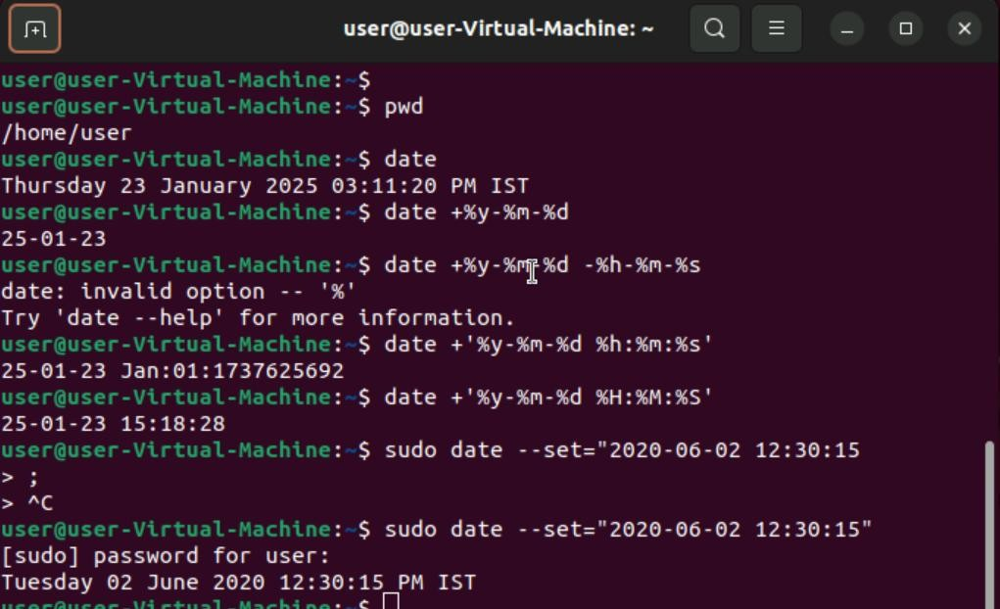 user@user-Virtual-Machine: ~
user@user-Virtual-Machine:~$
user@user-Virtual-Machine:~$ pwd
/home/user
user@user-Virtual-Machine:~$ date
Thursday 23 January 2025 03:11:20 PM IST
user@user-Virtual-Machine:~$ date +%y-%m-%d
25-01-23
user@user-Virtual-Machine:~$ date +%y-%m-%d -%h-%m-%s
date: invalid option -- '%'
Try 'date --help' for more information.
user@user-Virtual-Machine:~$ date +'%y-%m-%d %h:%m:%s'
25-01-23 Jan:01:1737625692
user@user-Virtual-Machine:~$ date +'%y-%m-%d %H:%M:%S'
25-01-23 15:18:28
user@user-Virtual-Machine:~$ sudo date --set="2020-06-02 12:30:15
> ;
> ^C
user@user-Virtual-Machine:~$ sudo date --set="2020-06-02 12:30:15"
[sudo] password for user:
Tuesday 02 June 2020 12:30:15 PM IST
user@user-Virtual-Machine:~$